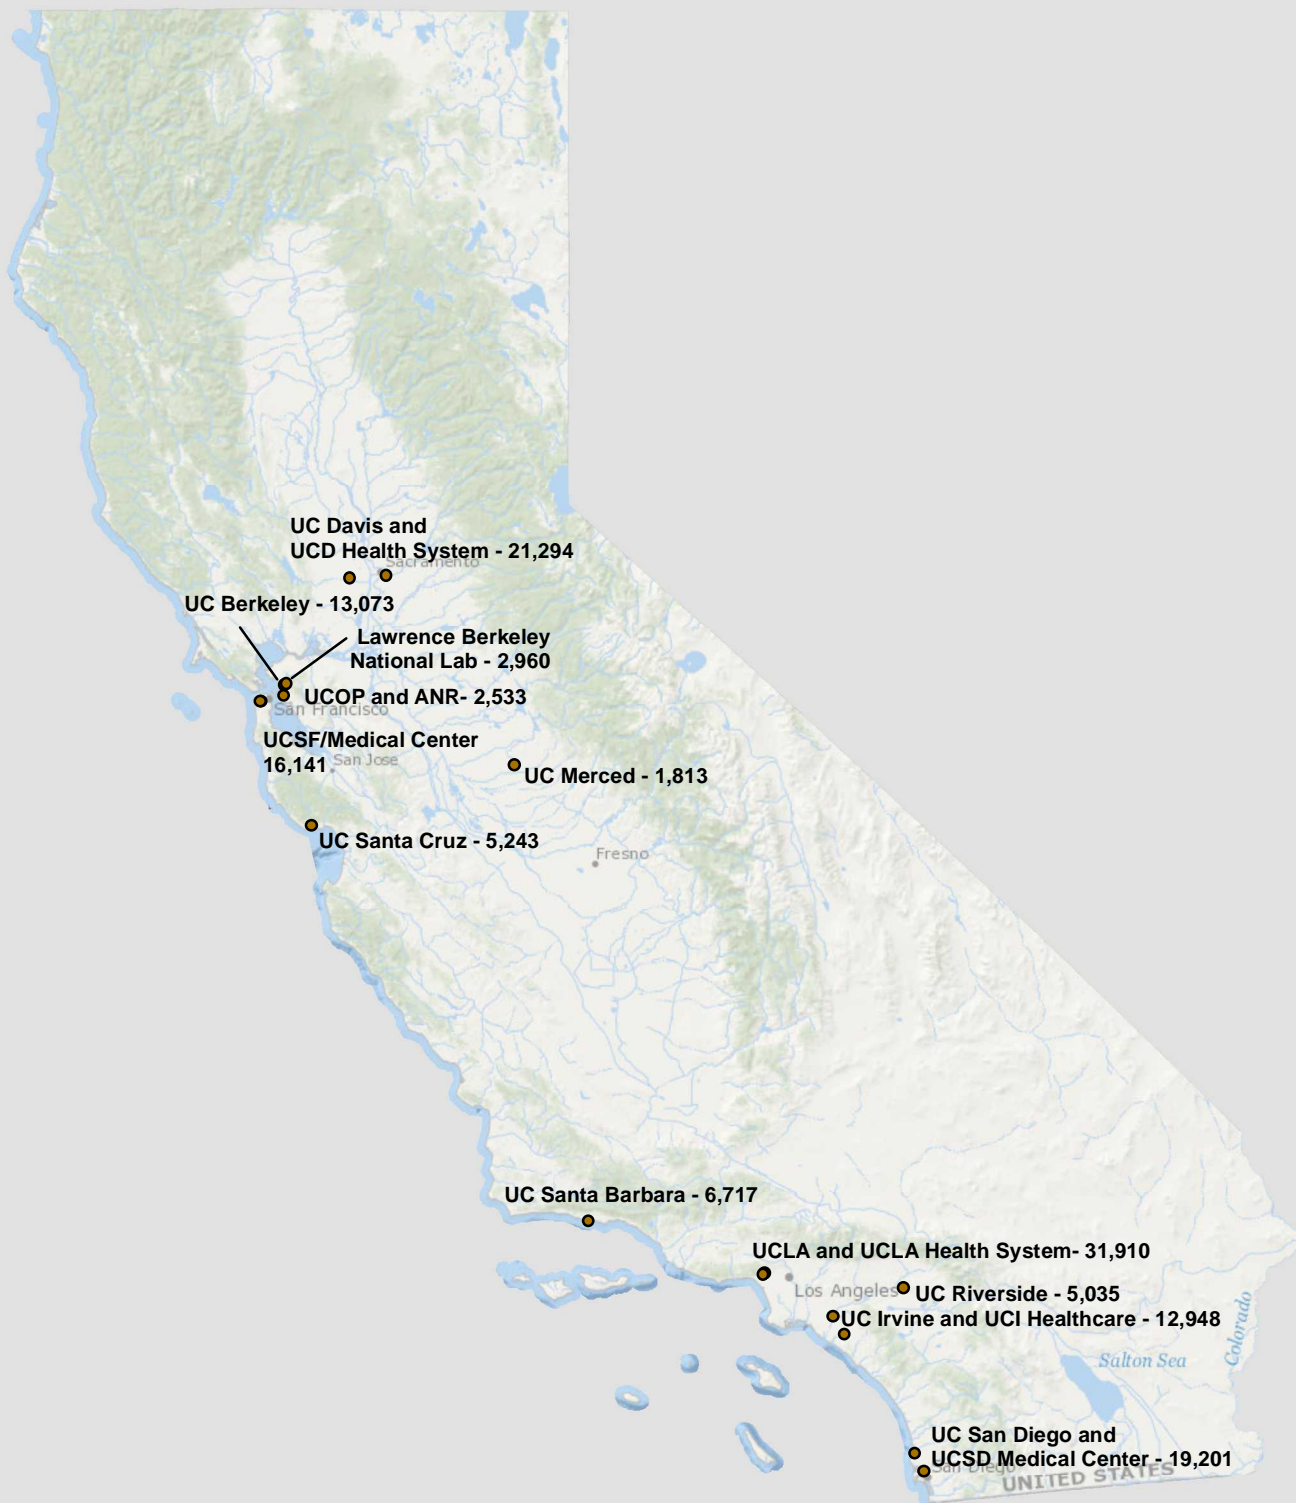 UC Davis and
UCD Health System - 21,294
Sacramento
UC Berkeley - 13,073
Lawrence Berkeley
National Lab - 2,960
UCOP and ANR- 2,533
San Francisco
UCSF/Medical Center
16,141
San Jose
UC Merced - 1,813
UC Santa Cruz - 5,243
Fresno
UC Santa Barbara - 6,717
UCLA and UCLA Health System- 31,910
Los Angeles
UC Riverside - 5,035
UC Irvine and UCI Healthcare - 12,948
Colorado
Salton Sea
UC San Diego and
UCSD Medical Center - 19,201
San Diego
UNITED STATES